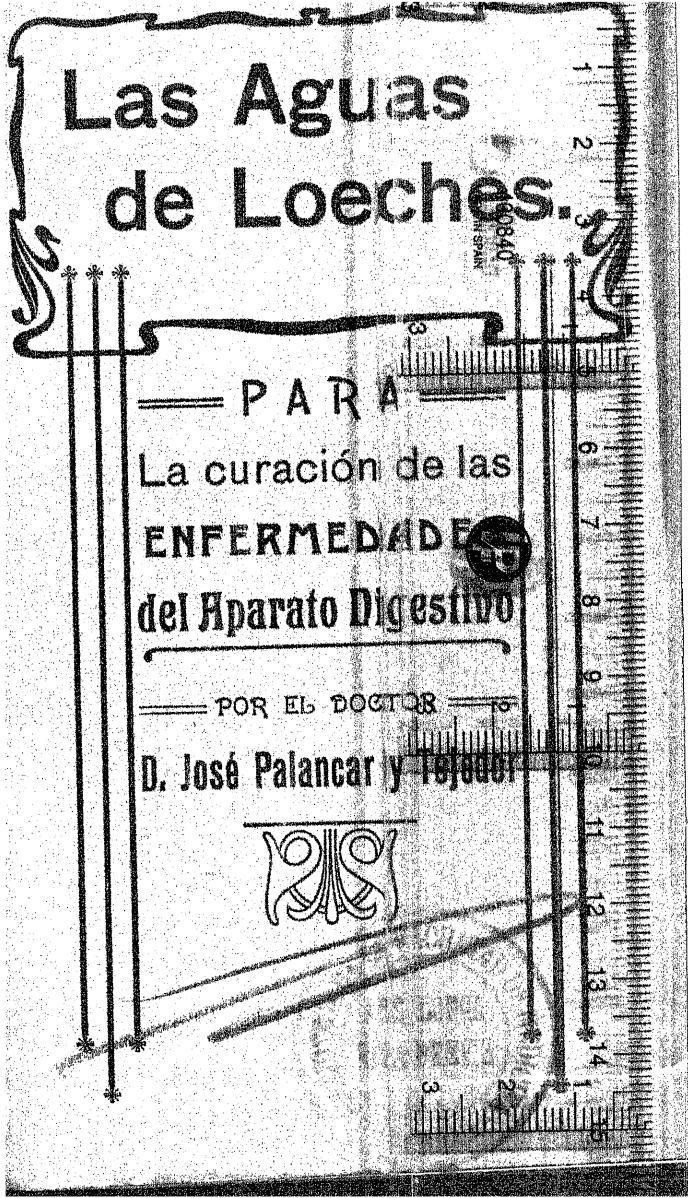 Las Aguas
de Loeches.
PARA
La curación de las
ENFERMEDADES
del Aparato Digestivo
POR EL DOCTOR
D. José Palancar y Tejedor